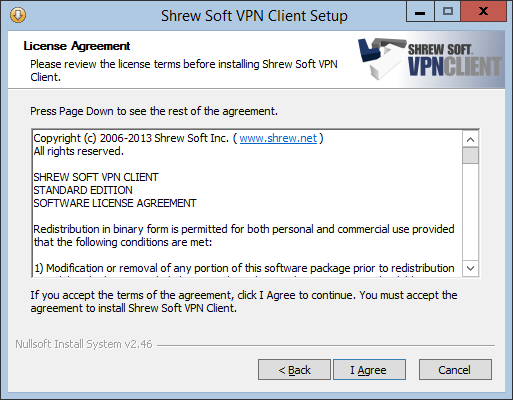 Shrew Soft VPN Client Setup
License Agreement
Please review the license terms before installing Shrew Soft VPN
Client.
SHREW SOFT
VPNCLIENT
Press Page Down to see the rest of the agreement.
Copyright (c) 2006-2013 Shrew Soft Inc. ( www.shrew.net )
All rights reserved.
SHREW SOFT VPN CLIENT
STANDARD EDITION
SOFTWARE LICENSE AGREEMENT
Redistribution in binary form is permitted for both personal and commercial use provided
that the following conditions are met:
1) Modification or removal of any portion of this software package prior to redistribution
If you accept the terms of the agreement, click I Agree to continue. You must accept the
agreement to install Shrew Soft VPN Client.
Nullsoft Install System v2.46
< Back
I Agree
Cancel